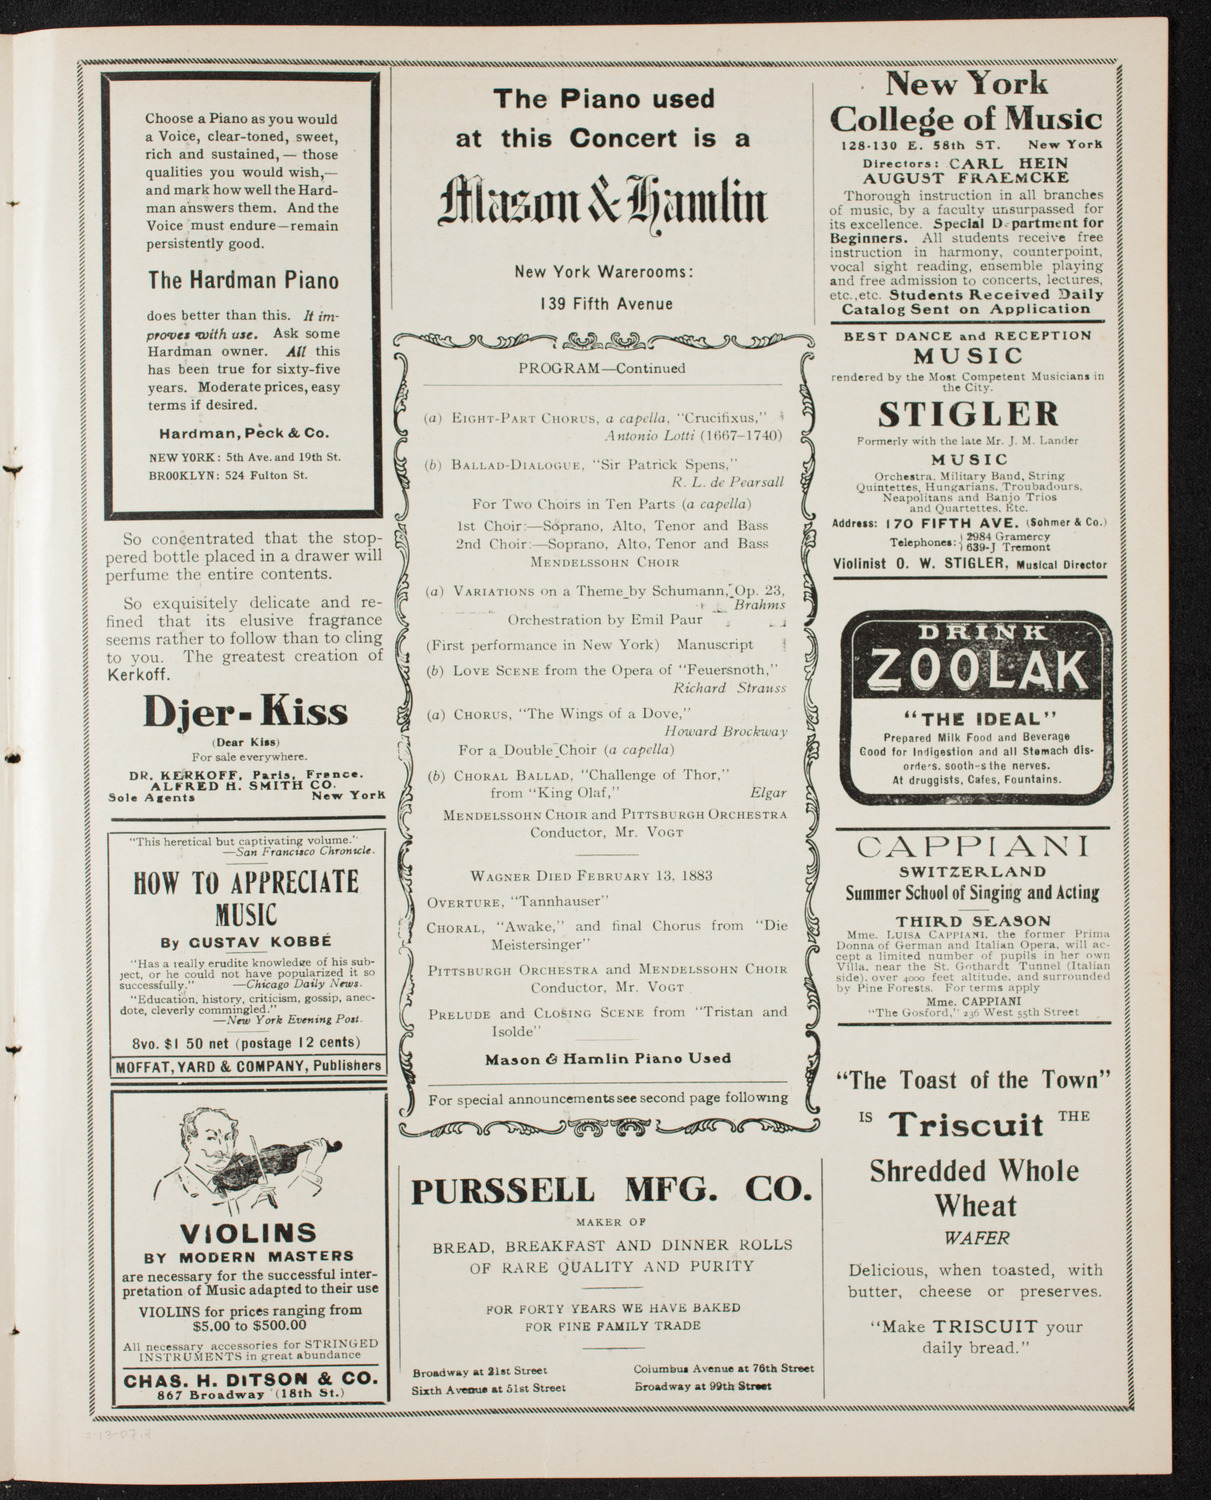 Choose a Piano as you would
a Voice, clear-toned, sweet,
rich and sustained, — those
qualities you would wish,—
and mark how well the Hard-
man answers them. And the
Voice must endure—remain
persistently good.
The Hardman Piano
does better than this. It im-
proves with use. Ask some
Hardman owner. All this
has been true for sixty-five
years. Moderate prices, easy
terms if desired.
Hardman, Peck & Co.
NEW YORK: 5th Ave. and 19th St.
BROOKLYN: 524 Fulton St.
So concentrated that the stop-
pered bottle placed in a drawer will
perfume the entire contents.
So exquisitely delicate and re-
fined that its elusive fragrance
seems rather to follow than to cling
to you. The greatest creation of
Kerkoff.
Djer-Kiss
(Dear Kiss)
For sale everywhere.
DR. KERKOFF, Paris, France.
ALFRED H. SMITH CO.
Sole Agents New York
"This heretical but captivating volume."
—San Francisco Chronicle.
HOW TO APPRECIATE
MUSIC
By GUSTAV KOBBÉ
"Has a really erudite knowledge of his sub-
ject, or he could not have popularized it so
successfully." —Chicago Daily News.
"Education, history, criticism, gossip, anec-
dote, cleverly commingled."
—New York Evening Post.
8vo. $1 50 net (postage 12 cents)
MOFFAT, YARD & COMPANY, Publishers
VIOLINS
BY MODERN MASTERS
are necessary for the successful inter-
pretation of Music adapted to their use
VIOLINS for prices ranging from
$5.00 to $500.00
All necessary accessories for STRINGED
INSTRUMENTS in great abundance
CHAS. H. DITSON & CO.
867 Broadway (18th St.)
The Piano used
at this Concert is a
Mason & Hamlin
New York Warerooms:
139 Fifth Avenue
PROGRAM—Continued
(a) EIGHT-PART CHORUS, a capella, "Crucifixus,"
Antonio Lotti (1667–1740)
(b) BALLAD-DIALOGUE, "Sir Patrick Spens,"
R. L. de Pearsall
For Two Choirs in Ten Parts (a capella)
1st Choir:—Soprano, Alto, Tenor and Bass
2nd Choir:—Soprano, Alto, Tenor and Bass
MENDELSSOHN CHOIR
(a) VARIATIONS on a Theme by Schumann, Op. 23,
Brahms
Orchestration by Emil Paur
(First performance in New York) Manuscript
(b) LOVE SCENE from the Opera of "Feuersnoth,"
Richard Strauss
(a) CHORUS, "The Wings of a Dove,"
Howard Brockway
For a Double Choir (a capella)
(b) CHORAL BALLAD, "Challenge of Thor,"
from "King Olaf," Elgar
MENDELSSOHN CHOIR and PITTSBURGH ORCHESTRA
Conductor, Mr. VOGT
WAGNER DIED FEBRUARY 13, 1883
OVERTURE, "Tannhauser"
CHORAL, "Awake," and final Chorus from "Die
Meistersinger"
PITTSBURGH ORCHESTRA and MENDELSSOHN CHOIR
Conductor, Mr. VOGT
PRELUDE and CLOSING SCENE from "Tristan and
Isolde"
Mason & Hamlin Piano Used
For special announcements see second page following
PURSSELL MFG. CO.
MAKER OF
BREAD, BREAKFAST AND DINNER ROLLS
OF RARE QUALITY AND PURITY
FOR FORTY YEARS WE HAVE BAKED
FOR FINE FAMILY TRADE
Broadway at 21st Street Columbus Avenue at 76th Street
Sixth Avenue at 51st Street Broadway at 99th Street
New York
College of Music
128-130 E. 58th ST. New York
Directors: CARL HEIN
AUGUST FRAEMCKE
Thorough instruction in all branches
of music, by a faculty unsurpassed for
its excellence. Special Department for
Beginners. All students receive free
instruction in harmony, counterpoint,
vocal sight reading, ensemble playing
and free admission to concerts, lectures,
etc., etc. Students Received Daily
Catalog Sent on Application
BEST DANCE and RECEPTION
MUSIC
rendered by the Most Competent Musicians in
the City.
STIGLER
Formerly with the late Mr. J. M. Lander
MUSIC
Orchestra, Military Band, String
Quintettes, Hungarians, Troubadours,
Neapolitans and Banjo Trios
and Quartettes, Etc.
Address: 170 FIFTH AVE. (Sohmer & Co.)
Telephones: 2984 Gramercy
639-J Tremont
Violinist O. W. STIGLER, Musical Director
DRINK
ZOOLAK
"THE IDEAL"
Prepared Milk Food and Beverage
Good for Indigestion and all Stomach dis-
orders, sooth-s the nerves.
At druggists, Cafes, Fountains.
CAPPIANI
SWITZERLAND
Summer School of Singing and Acting
THIRD SEASON
Mme. LUISA CAPPIANI, the former Prima
Donna of German and Italian Opera, will ac-
cept a limited number of pupils in her own
Villa, near the St. Gothardt Tunnel (Italian
side), over 4000 feet altitude, and surrounded
by Pine Forests. For terms apply
Mme. CAPPIANI
"The Gosford," 236 West 55th Street
"The Toast of the Town"
IS Triscuit THE
Shredded Whole
Wheat
WAFER
Delicious, when toasted, with
butter, cheese or preserves.
"Make TRISCUIT your
daily bread."
2-13-07H